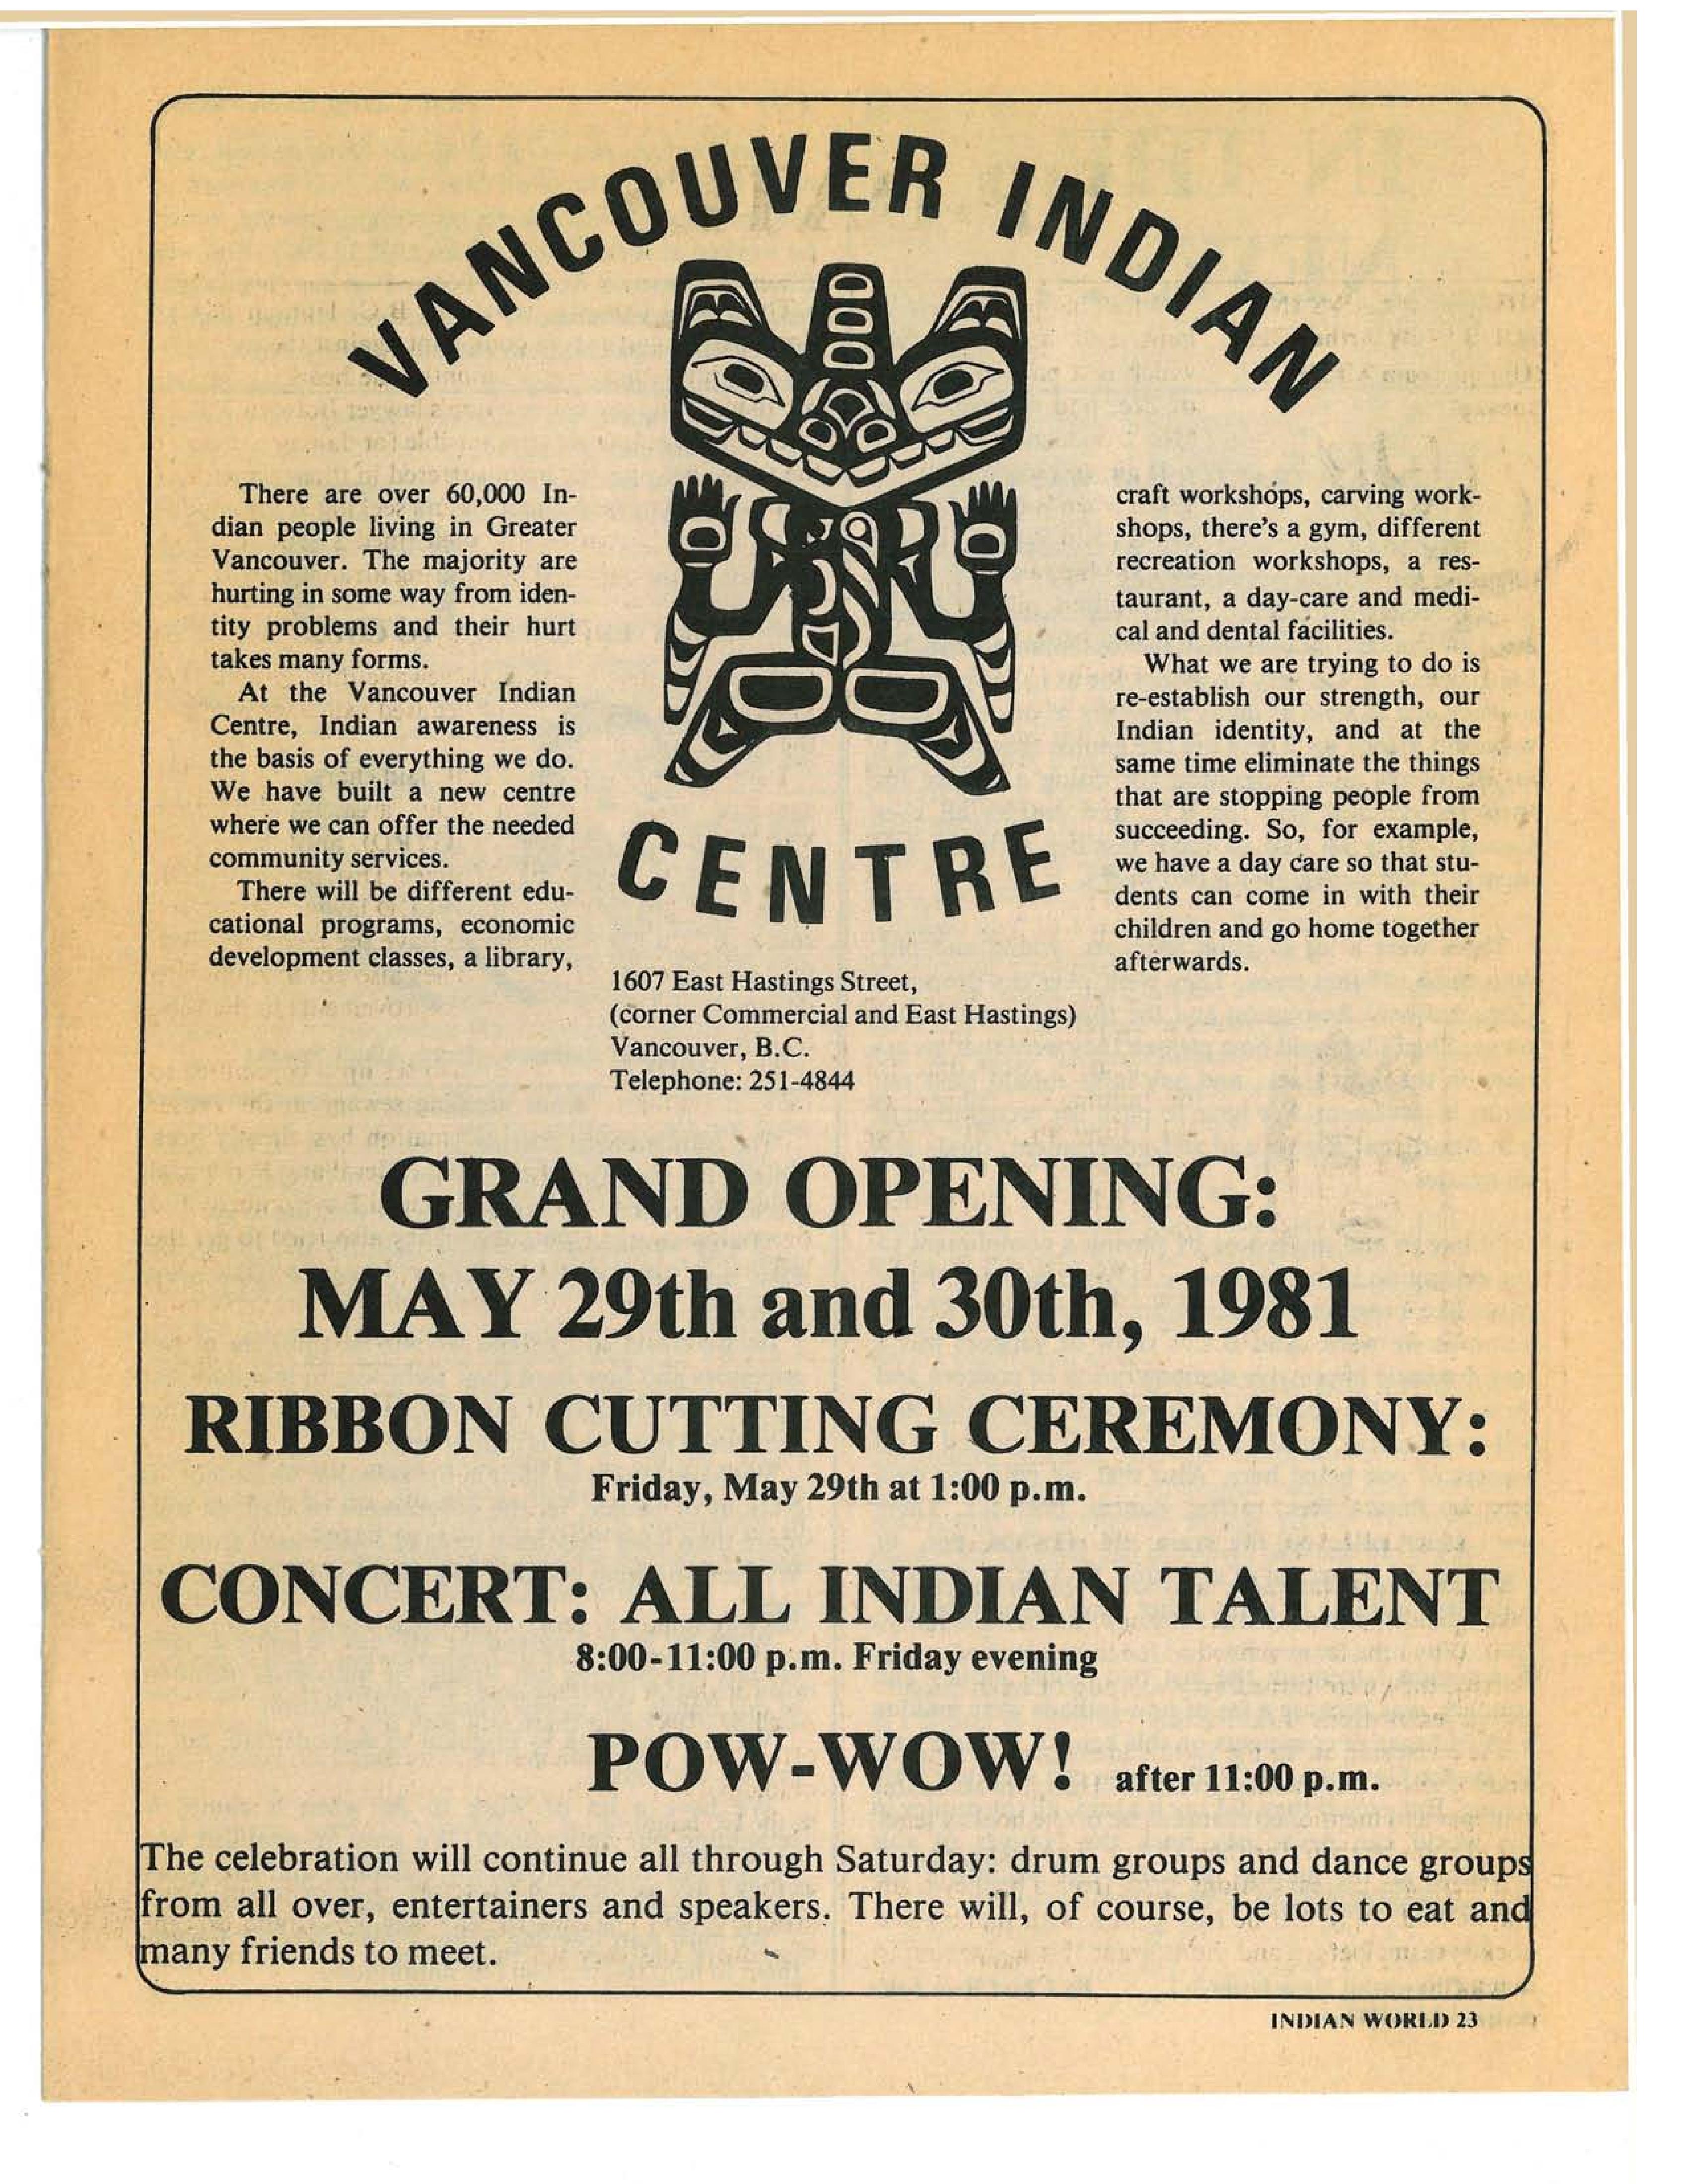 VANCOUVER INDIAN
CENTRE
There are over 60,000 In-
dian people living in Greater
Vancouver. The majority are
hurting in some way from iden-
tity problems and their hurt
takes many forms.
At the Vancouver Indian
Centre, Indian awareness is
the basis of everything we do.
We have built a new centre
where we can offer the needed
community services.
There will be different edu-
cational programs, economic
development classes, a library,
craft workshops, carving work-
shops, there's a gym, different
recreation workshops, a res-
taurant, a day-care and medi-
cal and dental facilities.
What we are trying to do is
re-establish our strength, our
Indian identity, and at the
same time eliminate the things
that are stopping people from
succeeding. So, for example,
we have a day care so that stu-
dents can come in with their
children and go home together
afterwards.
1607 East Hastings Street,
(corner Commercial and East Hastings)
Vancouver, B.C.
Telephone: 251-4844
GRAND OPENING:
MAY 29th and 30th, 1981
RIBBON CUTTING CEREMONY:
Friday, May 29th at 1:00 p.m.
CONCERT: ALL INDIAN TALENT
8:00-11:00 p.m. Friday evening
POW-WOW! after 11:00 p.m.
The celebration will continue all through Saturday: drum groups and dance groups
from all over, entertainers and speakers. There will, of course, be lots to eat and
many friends to meet.
INDIAN WORLD 23